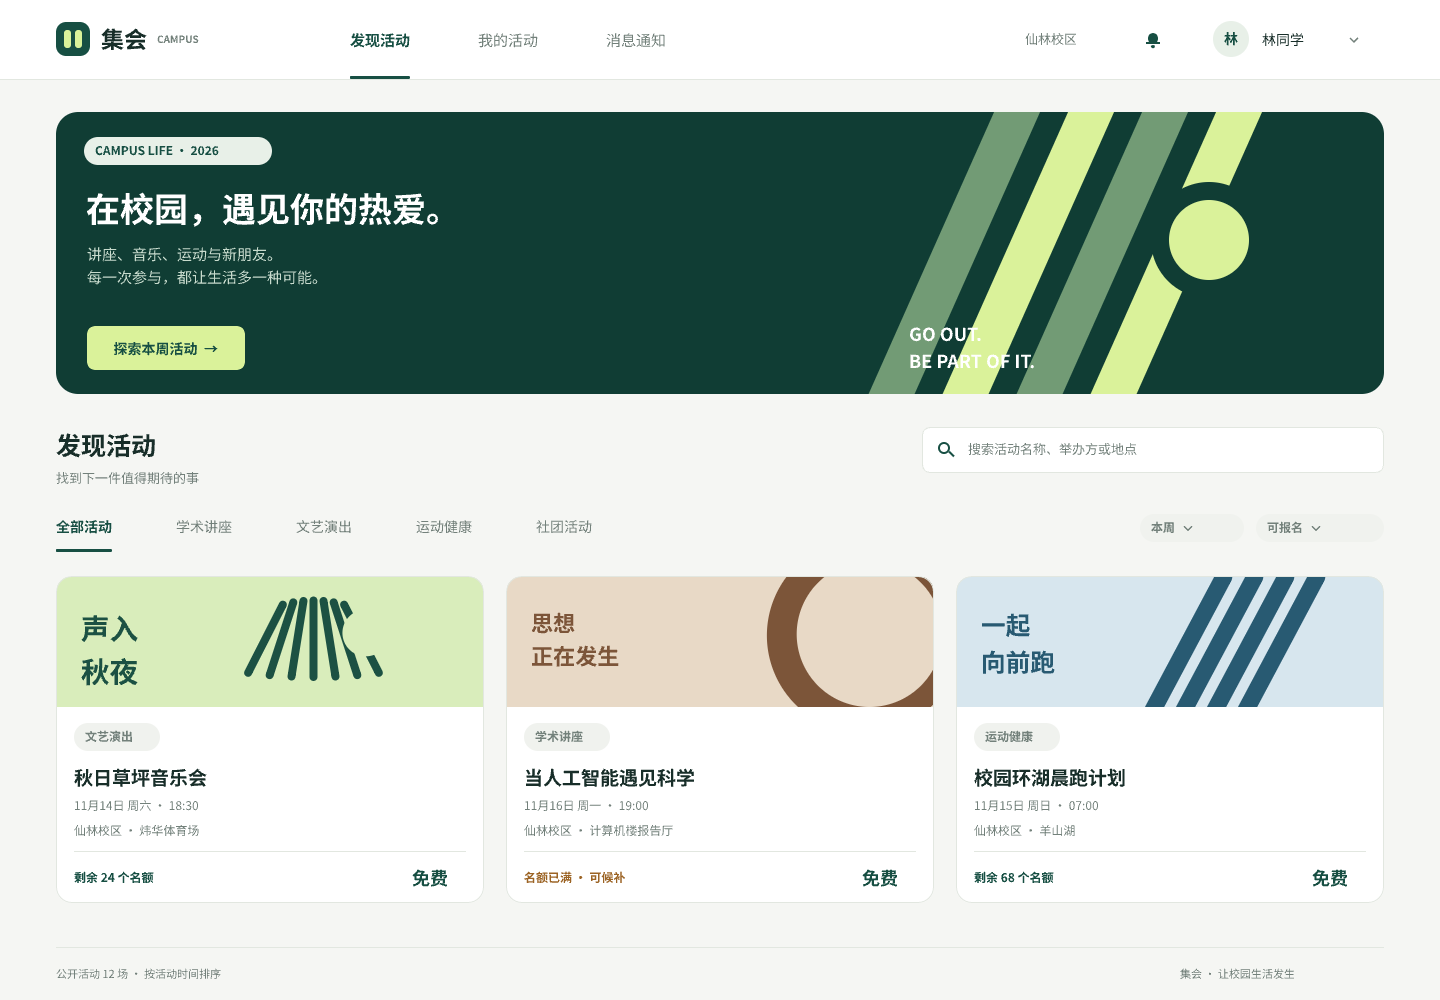 集会 CAMPUS
发现活动
我的活动
消息通知
仙林校区
林
林同学
CAMPUS LIFE · 2026
在校园，遇见你的热爱。
讲座、音乐、运动与新朋友。
每一次参与，都让生活多一种可能。
探索本周活动 →
GO OUT.
BE PART OF IT.
发现活动
找到下一件值得期待的事
搜索活动名称、举办方或地点
全部活动
学术讲座
文艺演出
运动健康
社团活动
本周
可报名
声入
秋夜
文艺演出
秋日草坪音乐会
11月14日 周六 · 18:30
仙林校区 · 炜华体育场
剩余 24 个名额
免费
思想
正在发生
学术讲座
当人工智能遇见科学
11月16日 周一 · 19:00
仙林校区 · 计算机楼报告厅
名额已满 · 可候补
免费
一起
向前跑
运动健康
校园环湖晨跑计划
11月15日 周日 · 07:00
仙林校区 · 羊山湖
剩余 68 个名额
免费
公开活动 12 场 · 按活动时间排序
集会 · 让校园生活发生